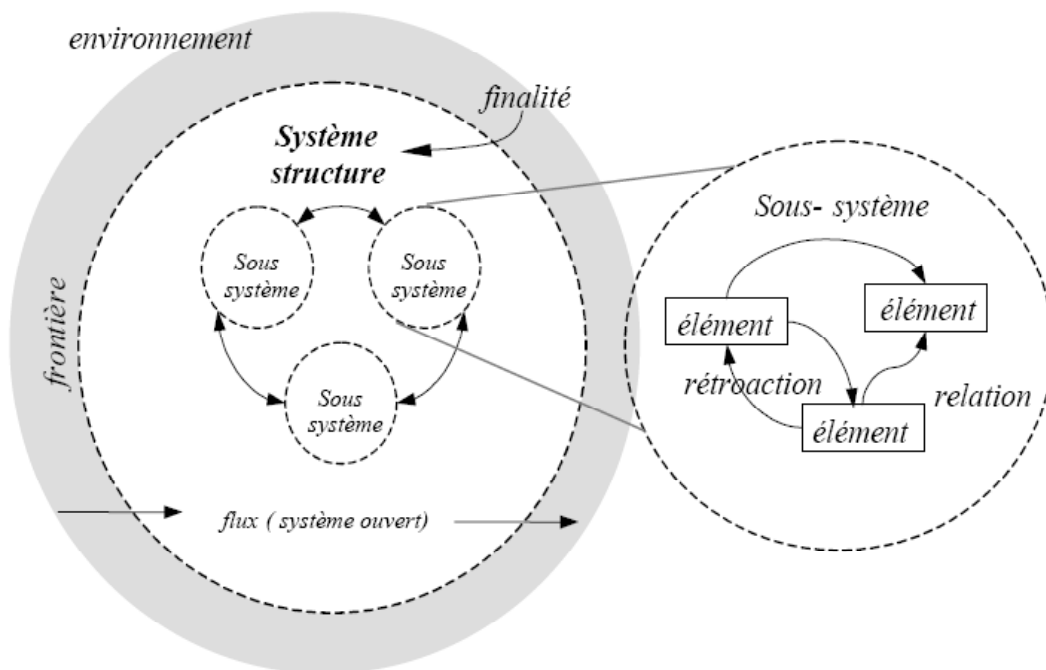 environnement
finalité
Système
structure
Sous- système
Sous
système
Sous
système
élément
élément
frontière
rétroaction
relation
Sous
système
élément
flux ( système ouvert)